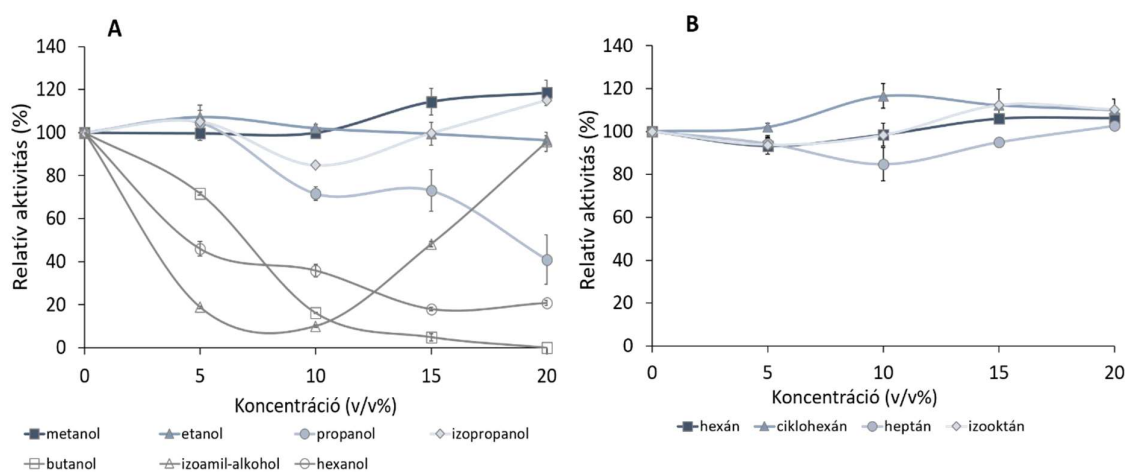 A
140
120
100
80
60
40
20
0
Relatív aktivitás (%)
0 5 10 15 20
Koncentráció (v/v%)
metanol etanol propanol izopropanol
butanol izoamil-alkohol hexanol
B
140
120
100
80
60
40
20
0
Relatív aktivitás (%)
0 5 10 15 20
Koncentráció (v/v%)
hexán ciklohexán heptán izooktán